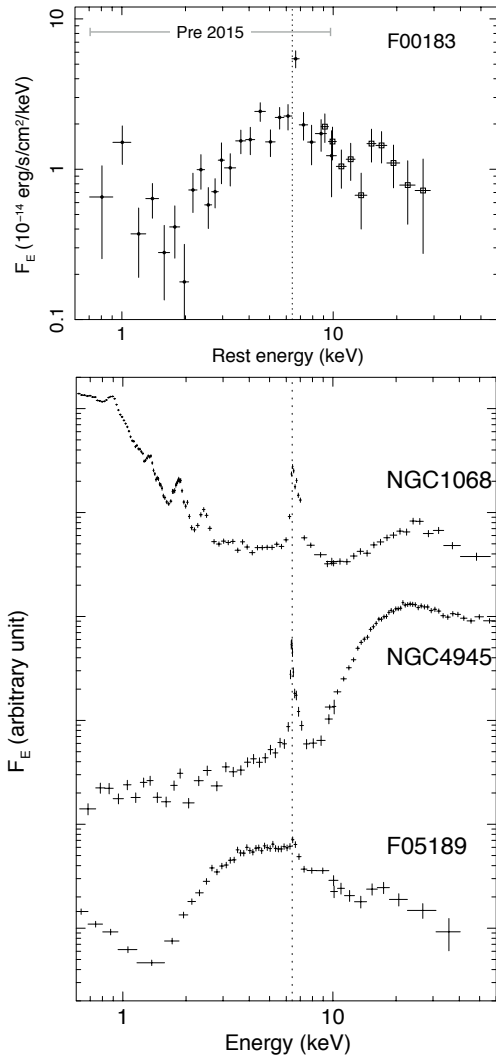 10
Pre 2015
F00183
1
0.1
F_E (10⁻¹⁴ erg/s/cm²/keV)
1
10
Rest energy (keV)
NGC1068
NGC4945
F05189
F_E (arbitrary unit)
1
10
Energy (keV)